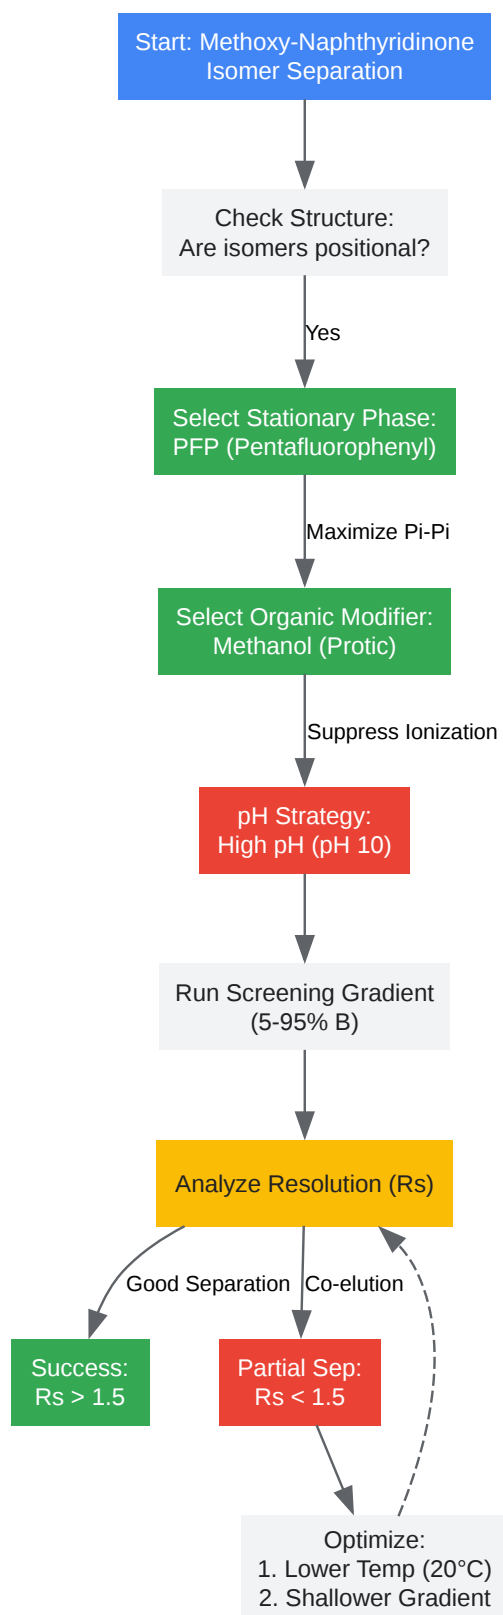 Start: Methoxy-Naphthyridinone
Isomer Separation
Check Structure:
Are isomers positional?
Yes
Select Stationary Phase:
PFP (Pentafluorophenyl)
Maximize Pi-Pi
Select Organic Modifier:
Methanol (Protic)
Suppress Ionization
pH Strategy:
High pH (pH 10)
Run Screening Gradient
(5-95% B)
Analyze Resolution (Rs)
Good Separation
Co-elution
Success:
Rs > 1.5
Partial Sep:
Rs < 1.5
Optimize:
1. Lower Temp (20°C)
2. Shallower Gradient